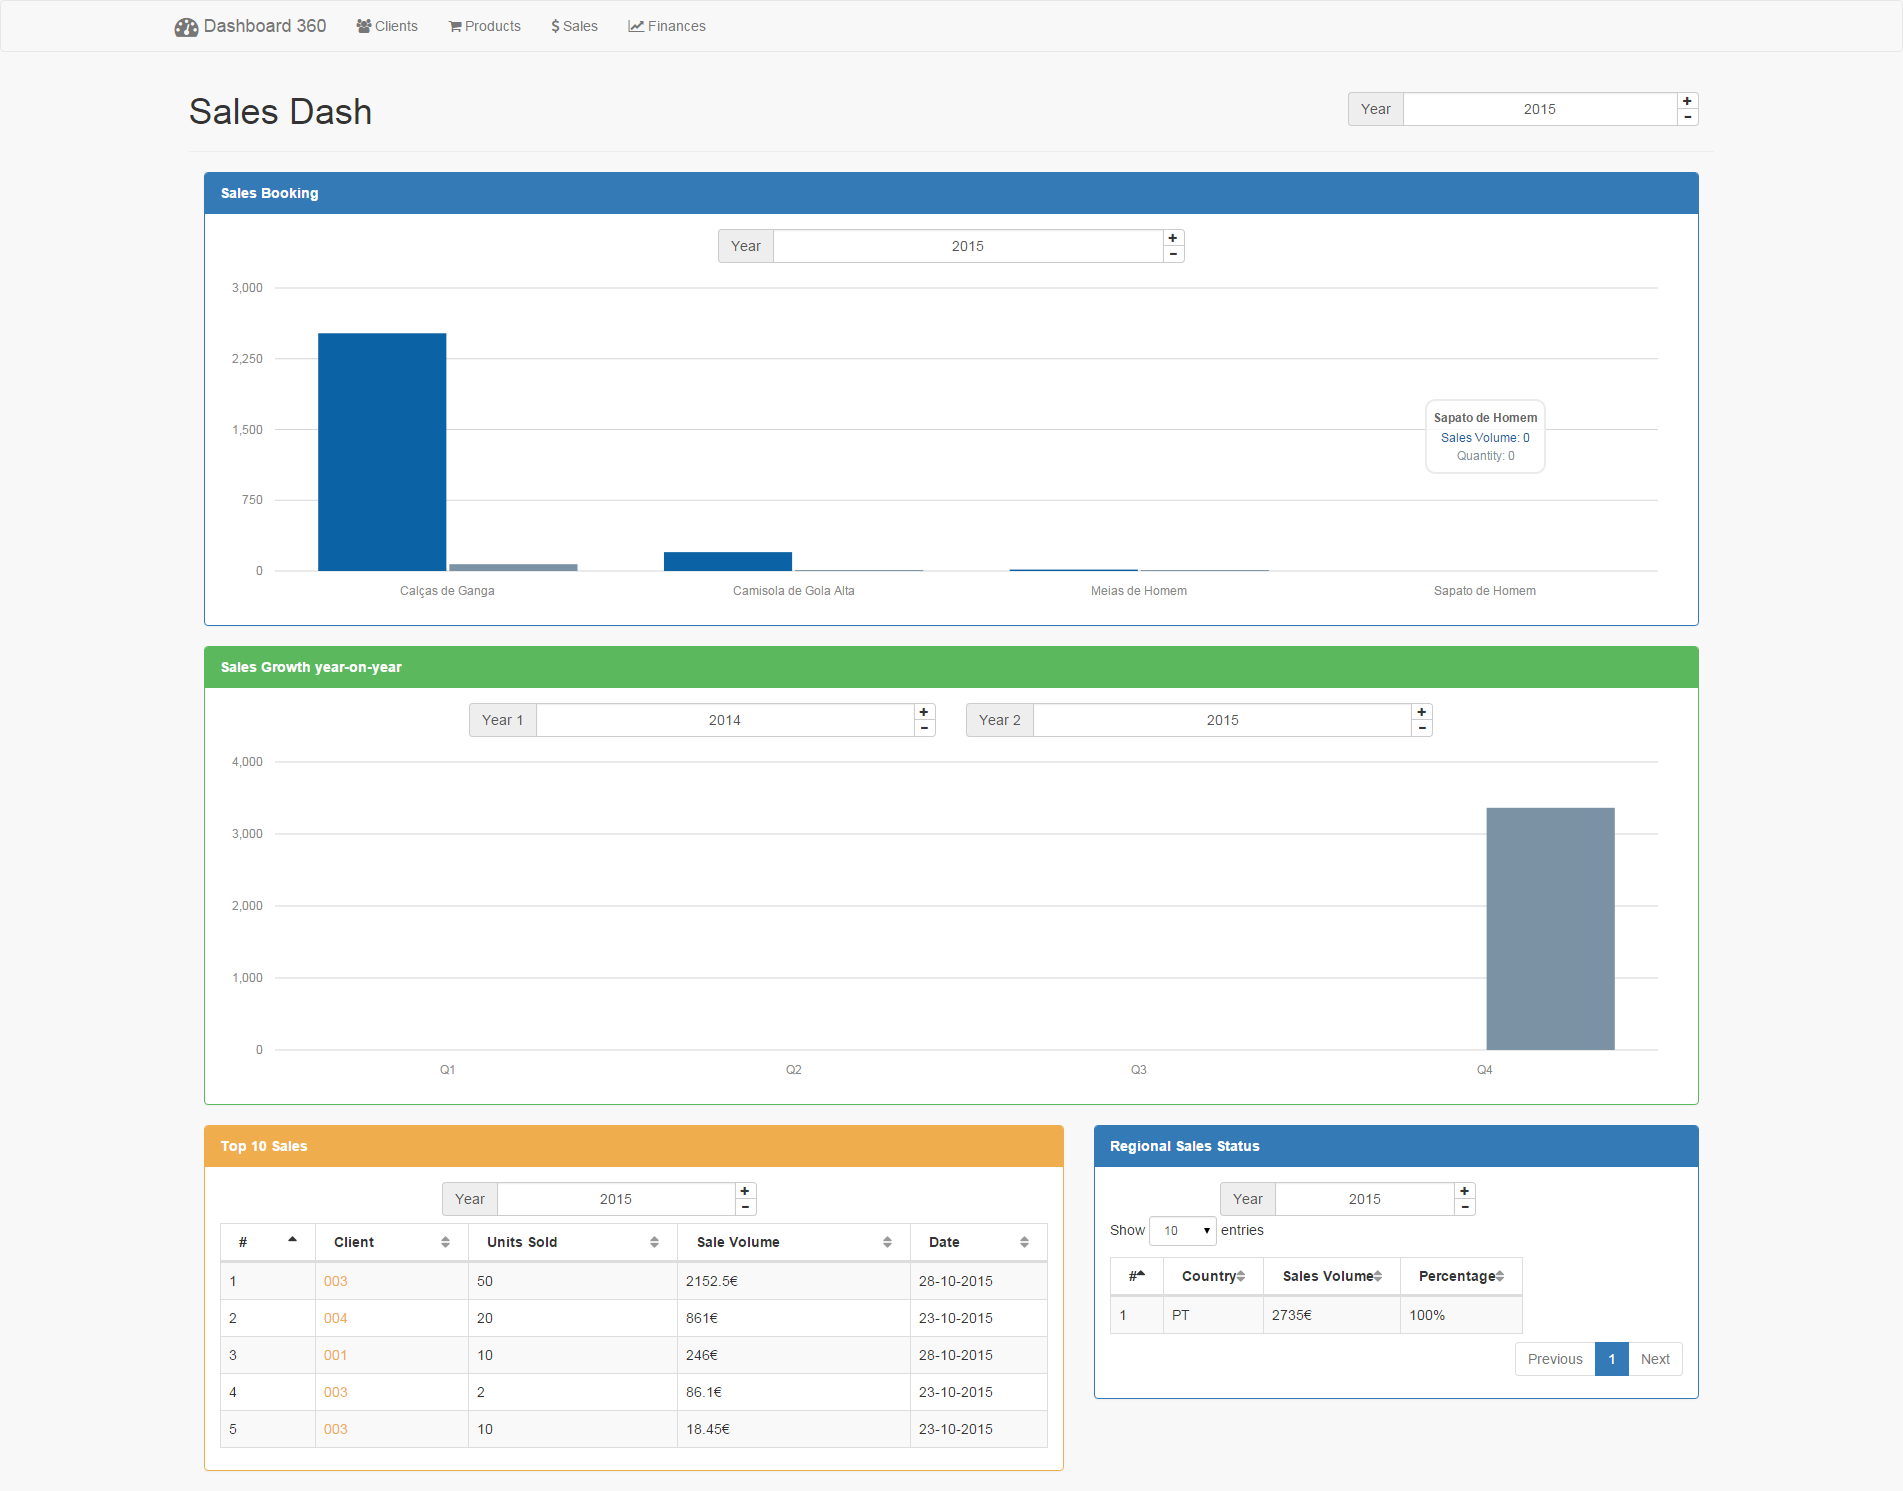 Dashboard 360 Clients Products $ Sales Finances
Sales Dash
Year 2015 + -
Sales Booking
Year 2015 + -
3,000
2,250
1,500
750
0
Sapato de Homem
Sales Volume: 0
Quantity: 0
Calças de Ganga Camisola de Gola Alta Meias de Homem Sapato de Homem
Sales Growth year-on-year
Year 1 2014 + - Year 2 2015 + -
4,000
3,000
2,000
1,000
0
Q1 Q2 Q3 Q4
Top 10 Sales
Year 2015 + -
# Client Units Sold Sale Volume Date
1 003 50 2152.5€ 28-10-2015
2 004 20 861€ 23-10-2015
3 001 10 246€ 28-10-2015
4 003 2 86.1€ 23-10-2015
5 003 10 18.45€ 23-10-2015
Regional Sales Status
Year 2015 + -
Show 10 entries
# Country Sales Volume Percentage
1 PT 2735€ 100%
Previous 1 Next